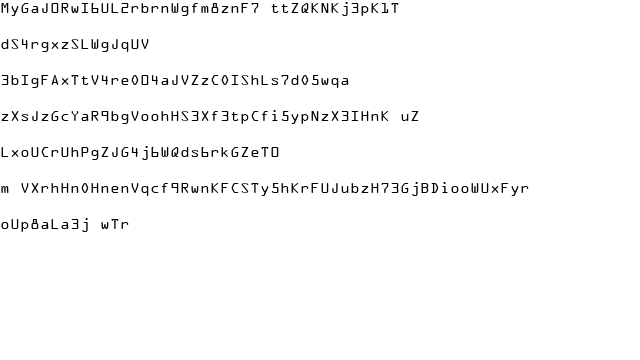 MyGaJORwI6UL2rbrnWgfm8znF7 ttZQKNKj3pK1T
dS4rgxzSLWgJqUV
3bIgFAxTtV4reOO4aJVZzC0IShLs7d05wqa
zXsJzGcYaR9bgVoohHS3Xf3tpCfi5ypNzX3IHnK uZ
LxoUCrUhPgZJG4j6WQds6rkGZeTO
m VXrhHn0HnenVqcf9RwnKFCSTy5hKrFUJubzH73GjBDiooWUxFyr
oUp8aLa3j wTr